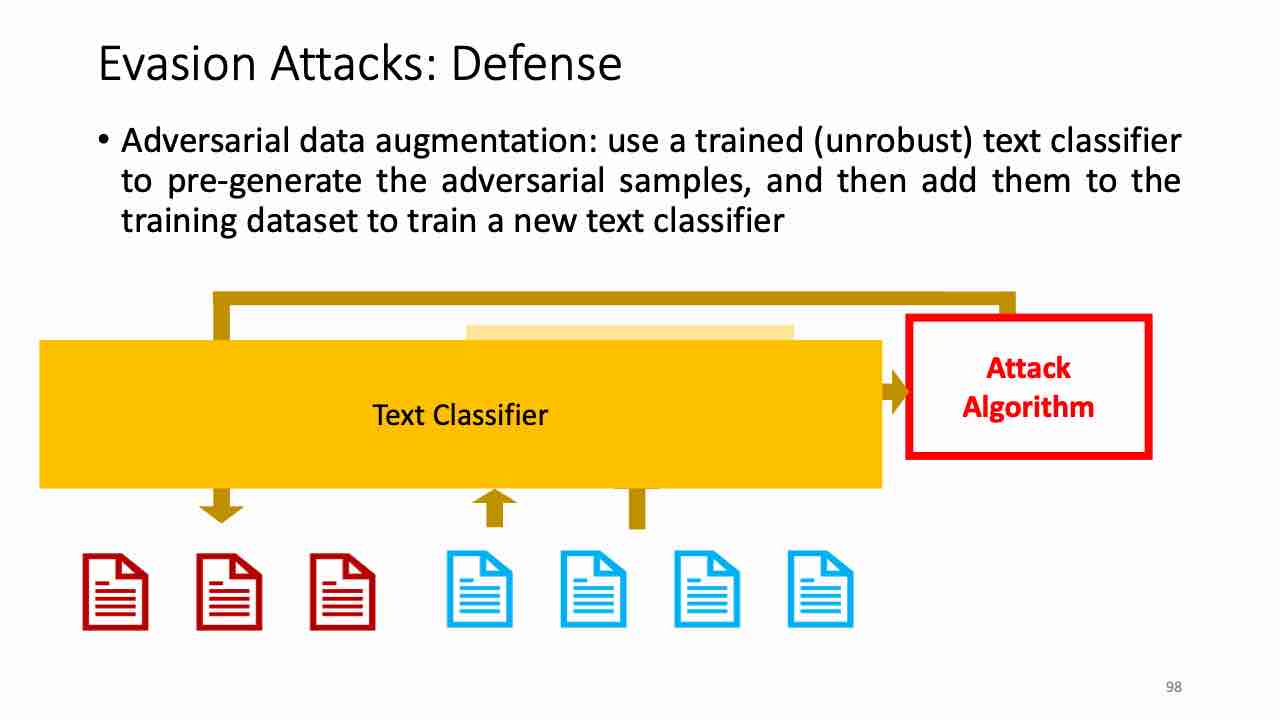 Evasion Attacks: Defense
• Adversarial data augmentation: use a trained (unrobust) text classifier
to pre-generate the adversarial samples, and then add them to the
training dataset to train a new text classifier
Attack
Algorithm
Text Classifier
98